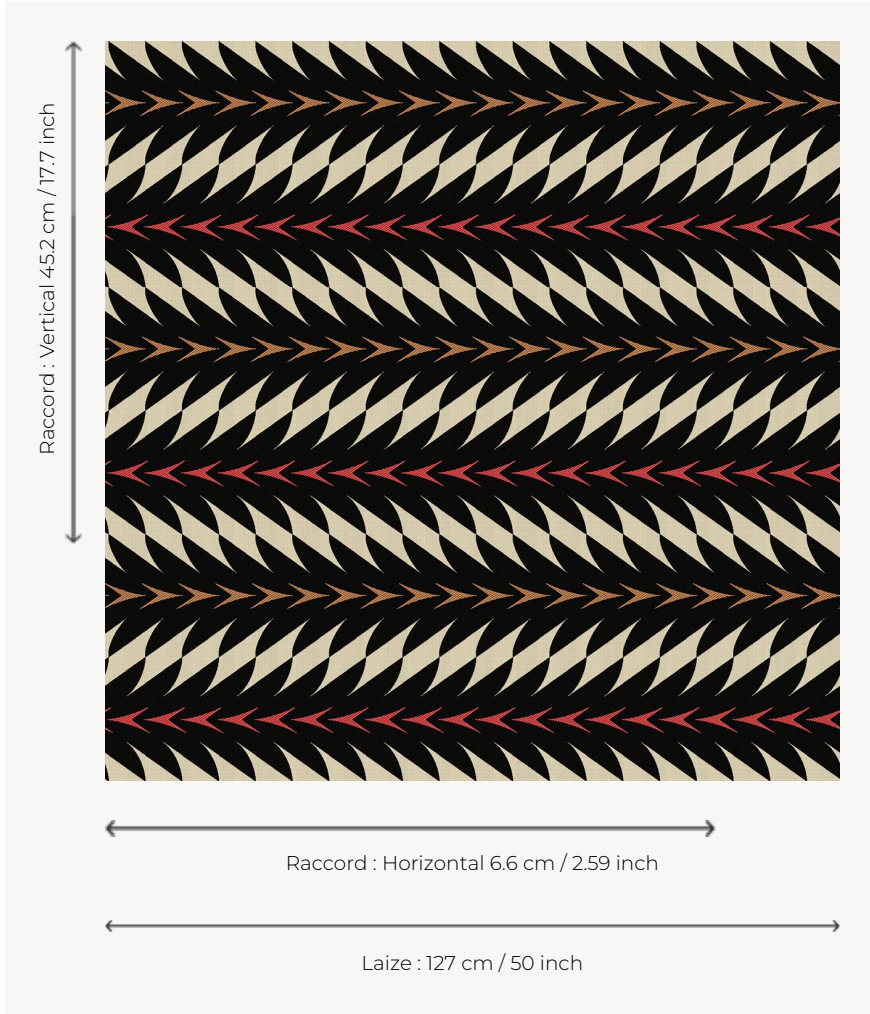 Raccord : Vertical 45.2 cm / 17.7 inch
Raccord : Horizontal 6.6 cm / 2.59 inch
Laize : 127 cm / 50 inch